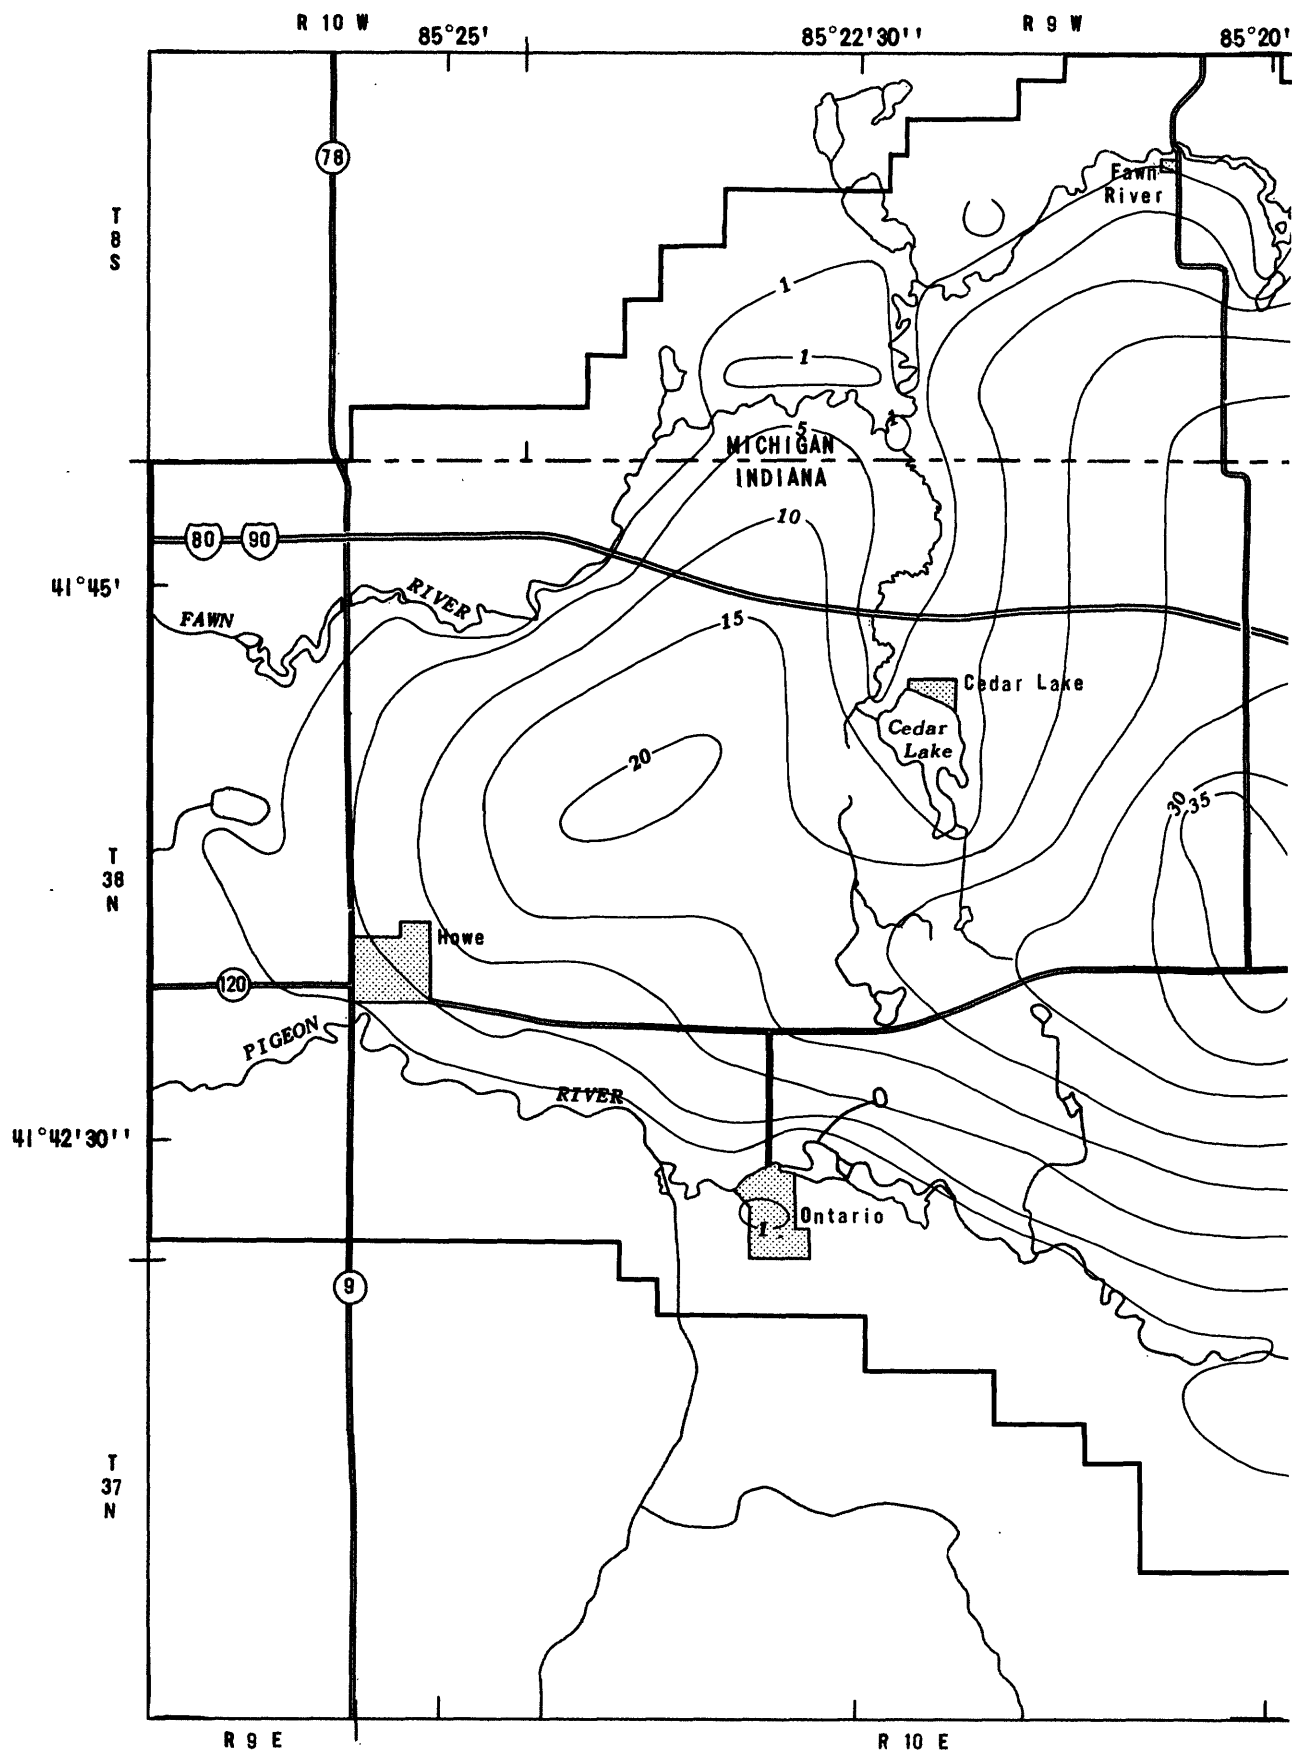 R 10 W
R 9 W
85°25'
85°22'30''
85°20'
78
Fawn
River
T
8
S
1
1
1
5
MICHIGAN
INDIANA
10
80
90
41°45'
RIVER
FAWN
15
Cedar Lake
Cedar
Lake
20
30
35
T
38
N
Howe
120
PIGEON
RIVER
41°42'30''
Ontario
1
9
T
37
N
R 9 E
R 10 E